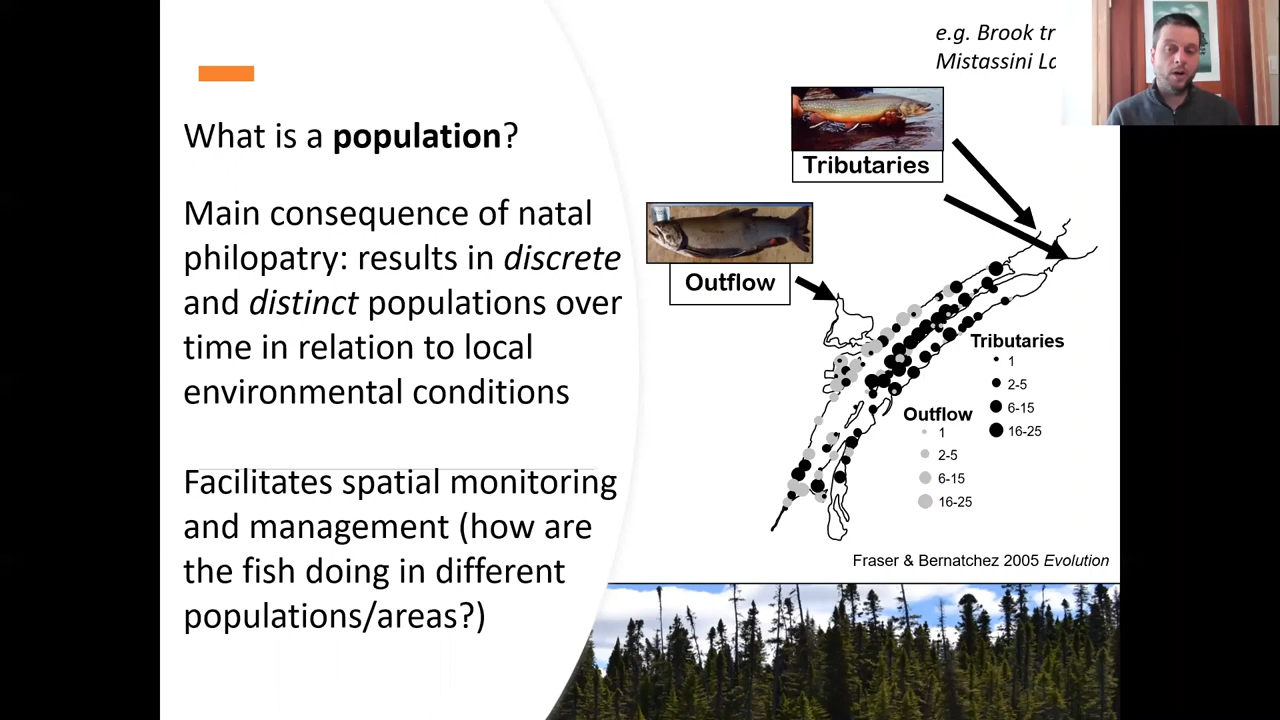 What is a population?
Main consequence of natal
philopatry: results in discrete
and distinct populations over
time in relation to local
environmental conditions
Facilitates spatial monitoring
and management (how are
the fish doing in different
populations/areas?)
e.g. Brook tr
Mistassini La
Tributaries
Outflow
Tributaries
1
2-5
6-15
16-25
Outflow
1
2-5
6-15
16-25
Fraser & Bernatchez 2005 Evolution